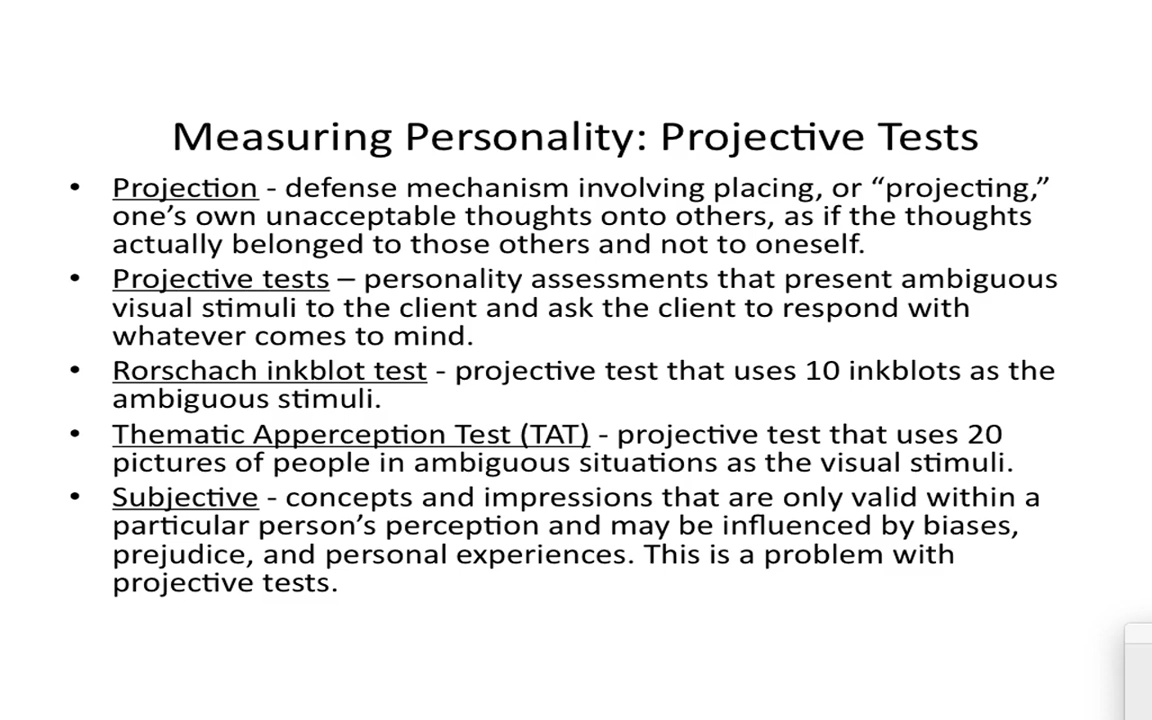 Measuring Personality: Projective Tests
• Projection - defense mechanism involving placing, or “projecting,”
one’s own unacceptable thoughts onto others, as if the thoughts
actually belonged to those others and not to oneself.
• Projective tests – personality assessments that present ambiguous
visual stimuli to the client and ask the client to respond with
whatever comes to mind.
• Rorschach inkblot test - projective test that uses 10 inkblots as the
ambiguous stimuli.
• Thematic Apperception Test (TAT) - projective test that uses 20
pictures of people in ambiguous situations as the visual stimuli.
• Subjective - concepts and impressions that are only valid within a
particular person’s perception and may be influenced by biases,
prejudice, and personal experiences. This is a problem with
projective tests.